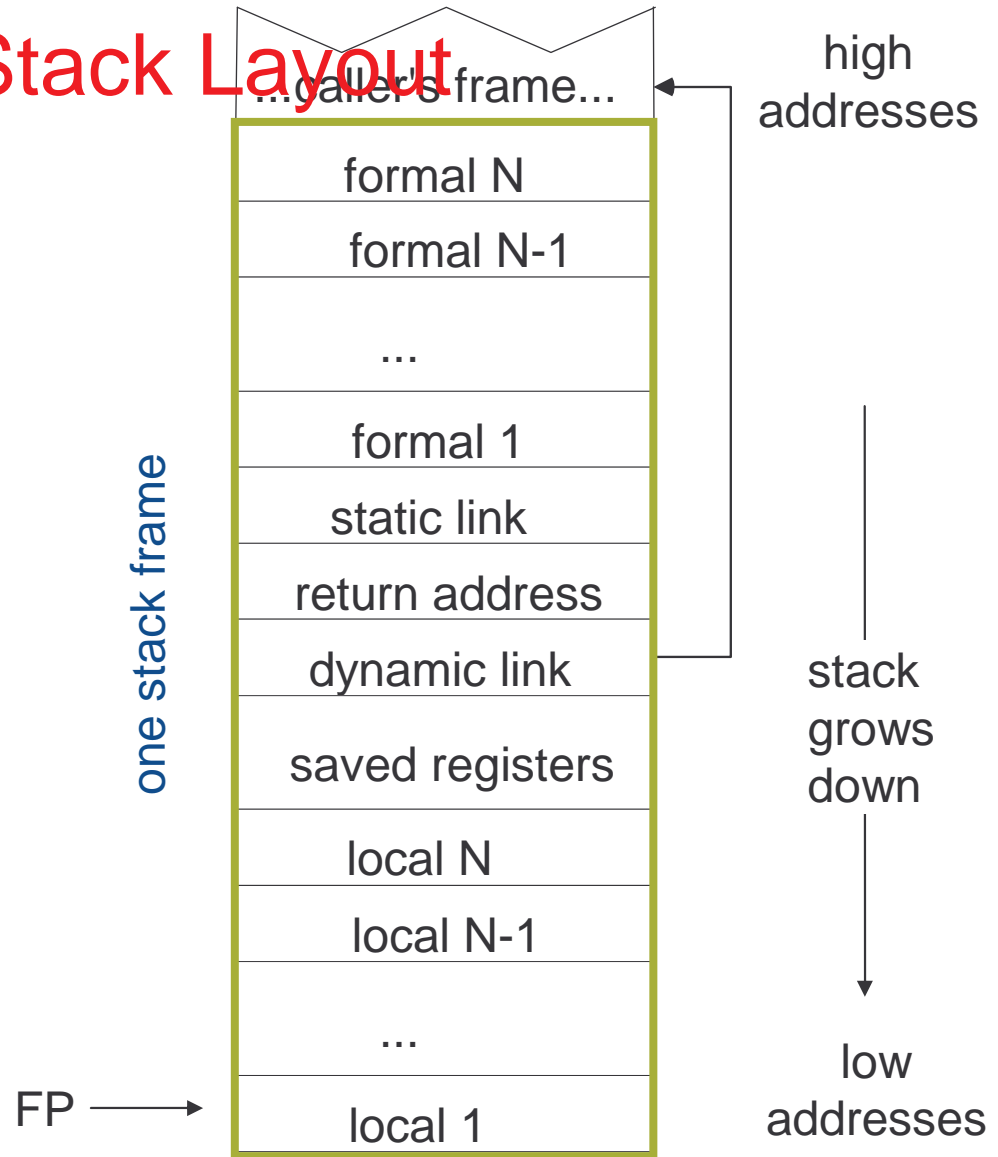 Stack Layout
...caller's frame...
high
addresses
formal N
formal N-1
...
formal 1
static link
return address
dynamic link
saved registers
local N
local N-1
...
local 1
one stack frame
FP
stack
grows
down
low
addresses